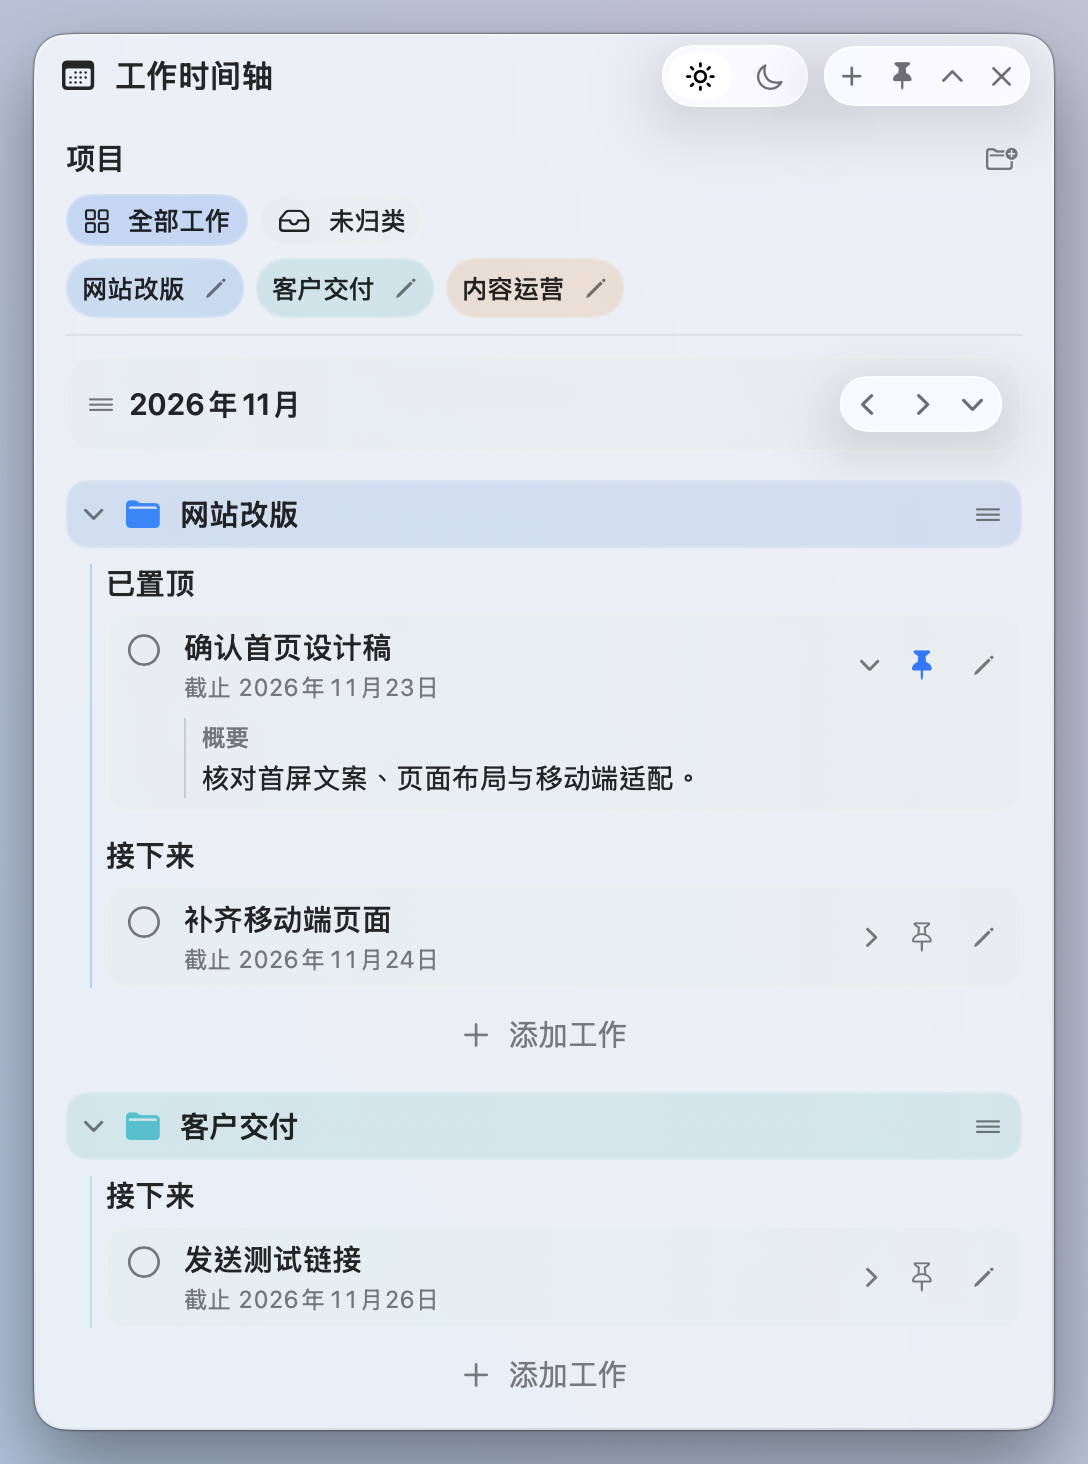 工作时间轴
项目
全部工作
未归类
网站改版
客户交付
内容运营
2026年11月
网站改版
已置顶
确认首页设计稿
截止 2026年11月23日
概要
核对首屏文案、页面布局与移动端适配。
接下来
补齐移动端页面
截止 2026年11月24日
添加工作
客户交付
接下来
发送测试链接
截止 2026年11月26日
添加工作